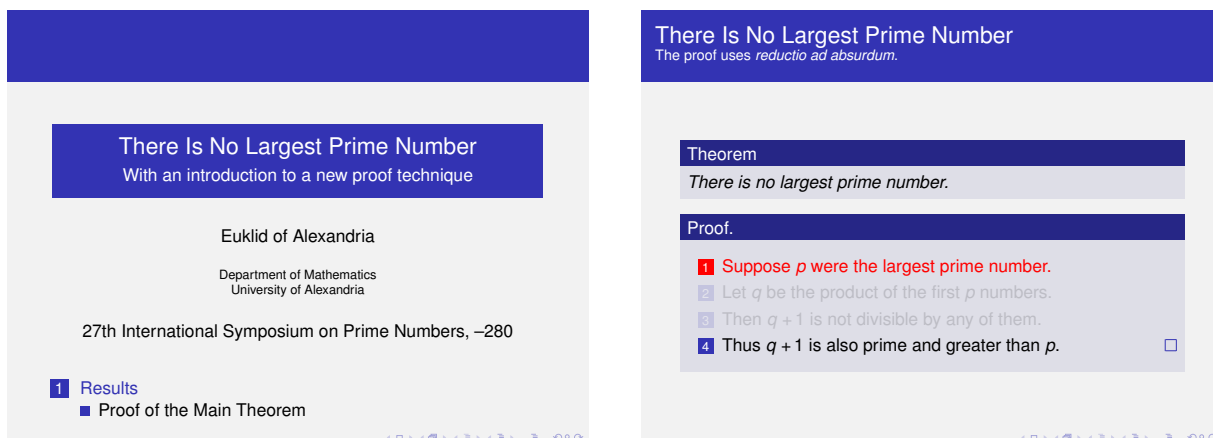 There Is No Largest Prime Number
With an introduction to a new proof technique
Euklid of Alexandria
Department of Mathematics
University of Alexandria
27th International Symposium on Prime Numbers, –280
1 Results
Proof of the Main Theorem
There Is No Largest Prime Number
The proof uses reductio ad absurdum.
Theorem
There is no largest prime number.
Proof.
1 Suppose p were the largest prime number.
2 Let q be the product of the first p numbers.
3 Then q + 1 is not divisible by any of them.
4 Thus q + 1 is also prime and greater than p.